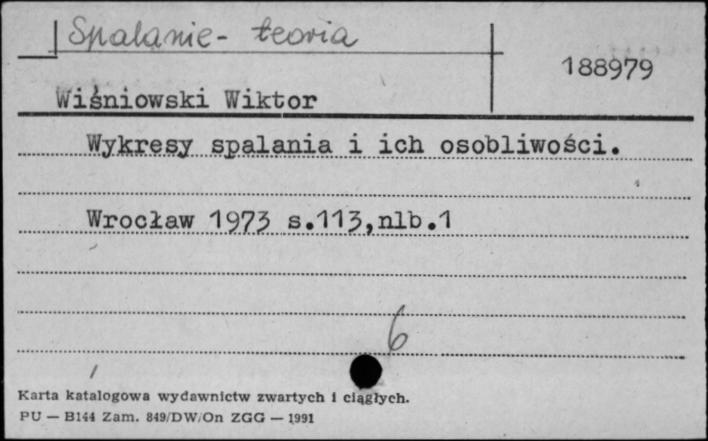 Spalanie - teoria
188979
Wiśniowski Wiktor
Wykresy spalania i ich osobliwości.
Wrocław 1973 s.113,nlb.1
6
Karta katalogowa wydawnictw zwartych i ciągłych.
PU — B144 Zam. 849/DW/On ZGG — 1991